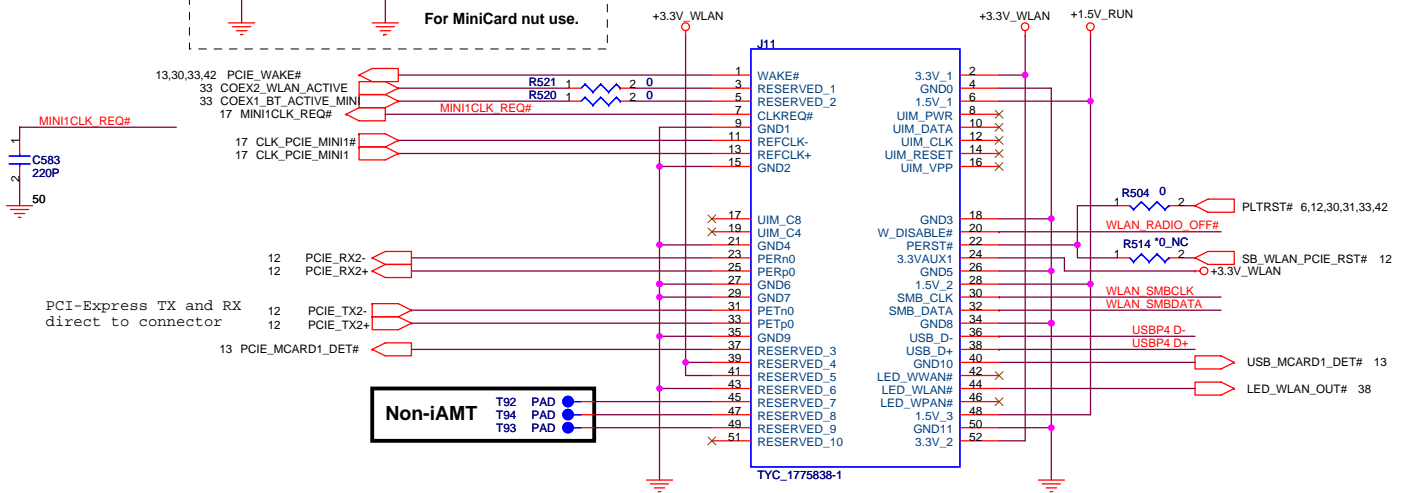 For MiniCard nut use.
+3.3V_WLAN
+3.3V_WLAN
+1.5V_RUN
J11
13,30,33,42 PCIE_WAKE#
33 COEX2_WLAN_ACTIVE
33 COEX1_BT_ACTIVE_MINI
17 MINI1CLK_REQ#
R521 1 2 0
R520 1 2 0
MINI1CLK_REQ#
17 CLK_PCIE_MINI1#
17 CLK_PCIE_MINI1
MINI1CLK_REQ#
1
C583
220P
2
50
12 PCIE_RX2-
12 PCIE_RX2+
PCI-Express TX and RX
direct to connector
12 PCIE_TX2-
12 PCIE_TX2+
13 PCIE_MCARD1_DET#
Non-iAMT
T92 PAD
T94 PAD
T93 PAD
1 WAKE#
3 RESERVED_1
5 RESERVED_2
7 CLKREQ#
9 GND1
11 REFCLK-
13 REFCLK+
15 GND2
17 UIM_C8
19 UIM_C4
21 GND4
23 PERn0
25 PERp0
27 GND6
29 GND7
31 PETn0
33 PETp0
35 GND9
37 RESERVED_3
39 RESERVED_4
41 RESERVED_5
43 RESERVED_6
45 RESERVED_7
47 RESERVED_8
49 RESERVED_9
51 RESERVED_10
3.3V_1 2
GND0 4
1.5V_1 6
UIM_PWR 8
UIM_DATA 10
UIM_CLK 12
UIM_RESET 14
UIM_VPP 16
GND3 18
W_DISABLE# 20
PERST# 22
3.3VAUX1 24
GND5 26
1.5V_2 28
SMB_CLK 30
SMB_DATA 32
GND8 34
USB_D- 36
USB_D+ 38
GND10 40
LED_WWAN# 42
LED_WLAN# 44
LED_WPAN# 46
1.5V_3 48
GND11 50
3.3V_2 52
TYC_1775838-1
R504 0
1 2 PLTRST# 6,12,30,31,33,42
WLAN_RADIO_OFF#
R514 *0_NC
1 2 SB_WLAN_PCIE_RST# 12
+3.3V_WLAN
WLAN_SMBCLK
WLAN_SMBDATA
USBP4 D-
USBP4 D+
USB_MCARD1_DET# 13
LED_WLAN_OUT# 38